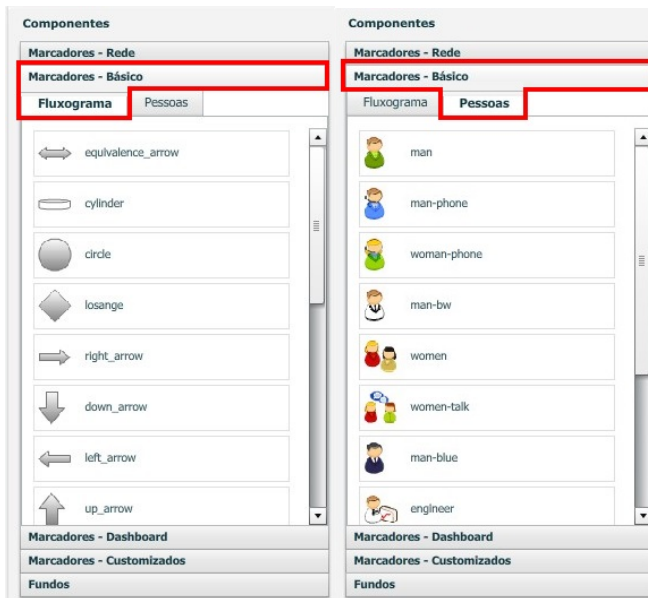 Componentes
Marcadores - Rede
Marcadores - Básico
Fluxograma
Pessoas
equivalence_arrow
cylinder
circle
losange
right_arrow
down_arrow
left_arrow
up_arrow
Marcadores - Dashboard
Marcadores - Customizados
Fundos
Componentes
Marcadores - Rede
Marcadores - Básico
Fluxograma
Pessoas
man
man-phone
woman-phone
man-bw
women
women-talk
man-blue
engineer
Marcadores - Dashboard
Marcadores - Customizados
Fundos